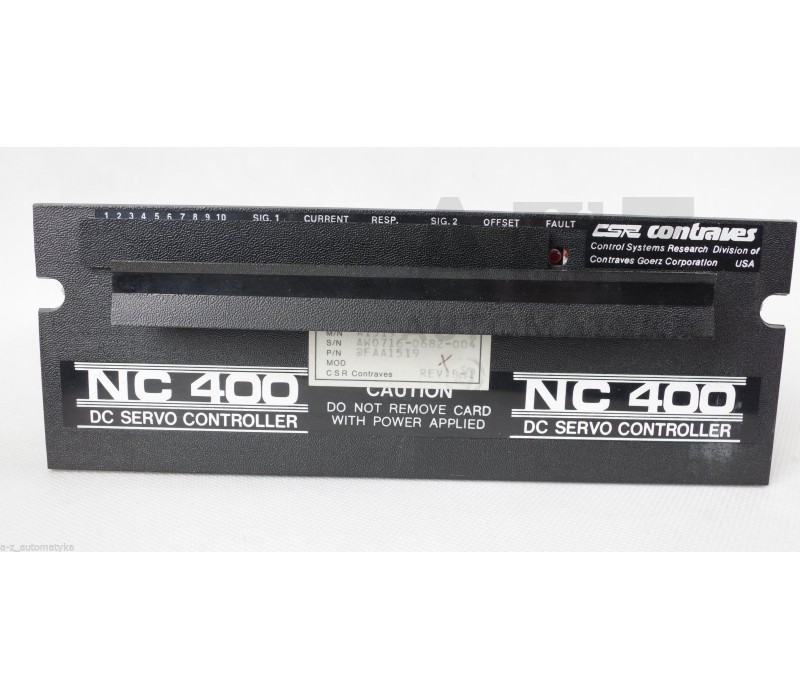 1 2 3 4 5 6 7 8 9 10 SIG. 1 CURRENT RESP. SIG. 2 OFFSET FAULT
CSR contraves
Control Systems Research Division of
Contraves Goerz Corporation USA
M/N
S/N AW0716-0682-004
P/N BFAA1519
MOD X
CSR Contraves
NC 400
DC SERVO CONTROLLER
CAUTION
DO NOT REMOVE CARD
WITH POWER APPLIED
NC 400
DC SERVO CONTROLLER
a-z_automatyka